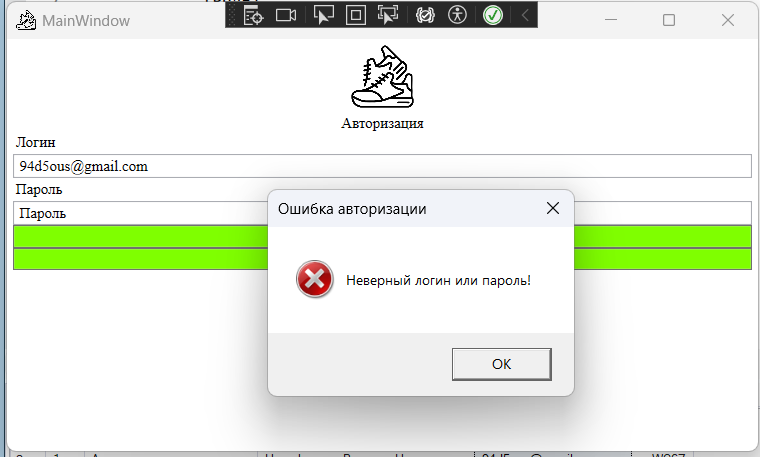 MainWindow
Авторизация
Логин
94d5ous@gmail.com
Пароль
Пароль
Ошибка авторизации
Неверный логин или пароль!
OK